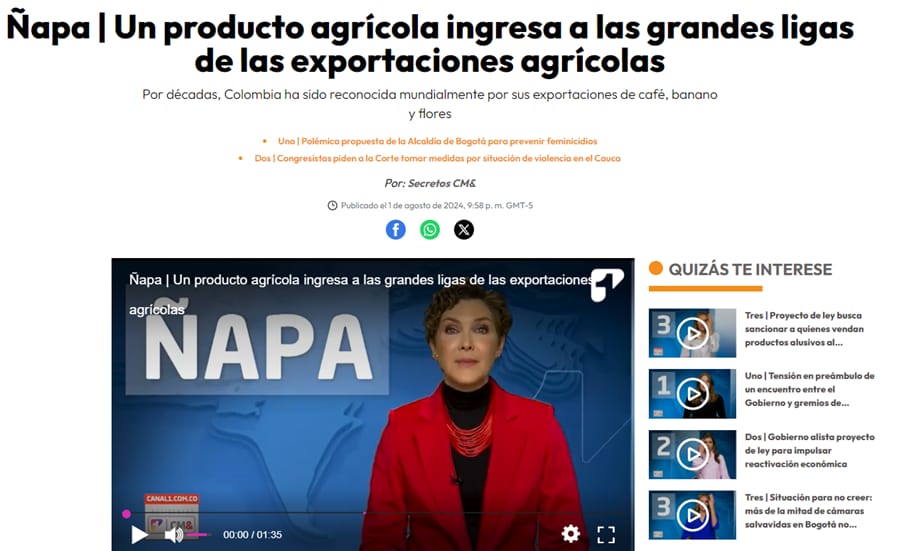 Ñapa | Un producto agrícola ingresa a las grandes ligas
de las exportaciones agrícolas
Por décadas, Colombia ha sido reconocida mundialmente por sus exportaciones de café, banano
y flores
Uno | Polémica propuesta de la Alcaldía de Bogotá para prevenir feminicidios
Dos | Congresistas piden a la Corte tomar medidas por situación de violencia en el Cauca
Por: Secretos CM&
Publicado el 1 de agosto de 2024, 9:58 p. m. GMT-5
Ñapa | Un producto agrícola ingresa a las grandes ligas de las exportaciones
agrícolas
1
ÑAPA
CANAL1.COM.CO
CM&
00:00 / 01:35
QUIZÁS TE INTERESE
3
Tres | Proyecto de ley busca
sancionar a quienes vendan
productos alusivos al...
1
Uno | Tensión en preámbulo de
un encuentro entre el
Gobierno y gremios de...
2
Dos | Gobierno alista proyecto
de ley para impulsar
reactivación económica
3
Tres | Situación para no creer:
más de la mitad de cámaras
salvavidas en Bogotá no...